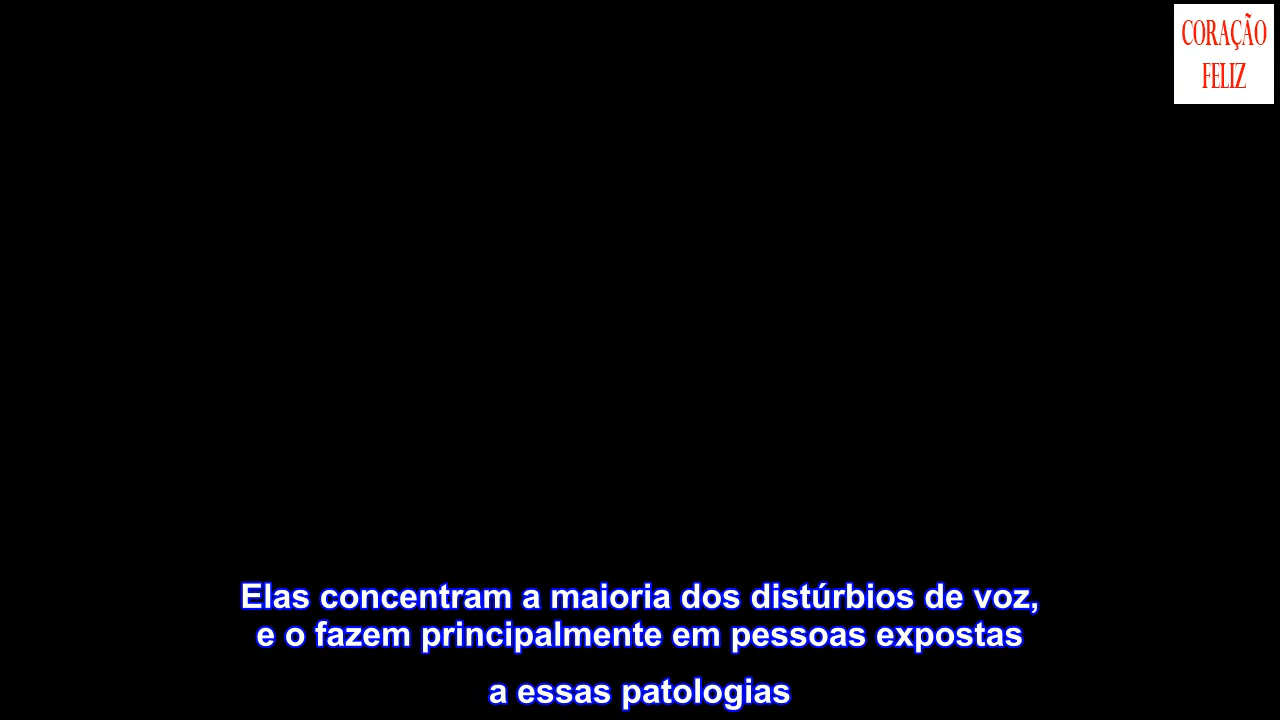 CORAÇÃO
FELIZ
Elas concentram a maioria dos distúrbios de voz,
e o fazem principalmente em pessoas expostas
a essas patologias